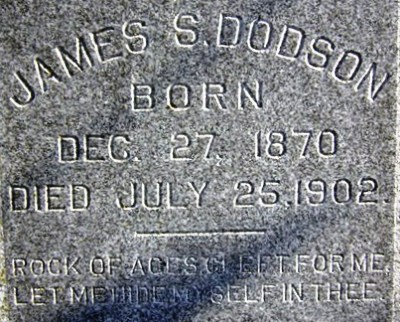 JAMES S. DODSON
BORN
DEC. 27, 1870
DIED JULY 25, 1902.
ROCK OF AGES CLEFT FOR ME,
LET ME HIDE MYSELF IN THEE.